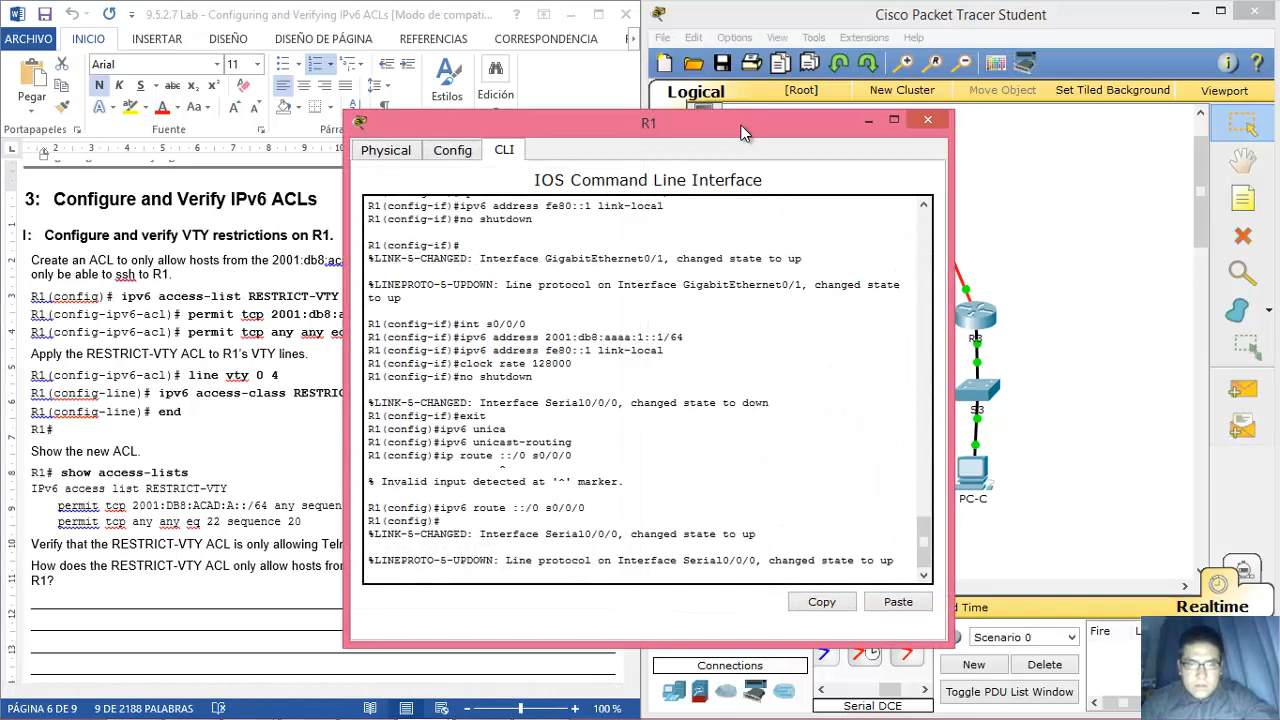 9.5.2.7 Lab - Configuring and Verifying IPv6 ACLs [Modo de compati...
ARCHIVO INICIO INSERTAR DISEÑO DISEÑO DE PÁGINA REFERENCIAS CORRESPONDENCIA
Arial 11
Pegar
N K S abc x₂ x²
Estilos Edición
Portapapeles Fuente
3: Configure and Verify IPv6 ACLs
I: Configure and verify VTY restrictions on R1.
Create an ACL to only allow hosts from the 2001:db8:
only be able to ssh to R1.
R1(config)# ipv6 access-list RESTRICT-VTY
R1(config-ipv6-acl)# permit tcp 2001:db8:a
R1(config-ipv6-acl)# permit tcp any any eq
Apply the RESTRICT-VTY ACL to R1's VTY lines.
R1(config-ipv6-acl)# line vty 0 4
R1(config-line)# ipv6 access-class RESTRI
R1(config-line)# end
R1#
Show the new ACL.
R1# show access-lists
IPv6 access list RESTRICT-VTY
permit tcp 2001:DB8:ACAD:A::/64 any sequen
permit tcp any any eq 22 sequence 20
Verify that the RESTRICT-VTY ACL is only allowing Tel
How does the RESTRICT-VTY ACL only allow hosts fro
R1?
PÁGINA 6 DE 9 9 DE 2188 PALABRAS 100 %
Cisco Packet Tracer Student
File Edit Options View Tools Extensions Help
Logical [Root] New Cluster Move Object Set Tiled Background Viewport
R1
Physical Config CLI
IOS Command Line Interface
R1(config-if)#ipv6 address fe80::1 link-local
R1(config-if)#no shutdown
R1(config-if)#
%LINK-5-CHANGED: Interface GigabitEthernet0/1, changed state to up
%LINEPROTO-5-UPDOWN: Line protocol on Interface GigabitEthernet0/1, changed state
to up
R1(config-if)#int s0/0/0
R1(config-if)#ipv6 address 2001:db8:aaaa:1::1/64
R1(config-if)#ipv6 address fe80::1 link-local
R1(config-if)#clock rate 128000
R1(config-if)#no shutdown
%LINK-5-CHANGED: Interface Serial0/0/0, changed state to down
R1(config-if)#exit
R1(config)#ipv6 unica
R1(config)#ipv6 unicast-routing
R1(config)#ip route ::/0 s0/0/0
^
% Invalid input detected at '^' marker.
R1(config)#ipv6 route ::/0 s0/0/0
R1(config)#
%LINK-5-CHANGED: Interface Serial0/0/0, changed state to up
%LINEPROTO-5-UPDOWN: Line protocol on Interface Serial0/0/0, changed state to up
Copy Paste
R3
S3
PC-C
Realtime
Scenario 0 Fire
New Delete
Toggle PDU List Window
Connections
Serial DCE